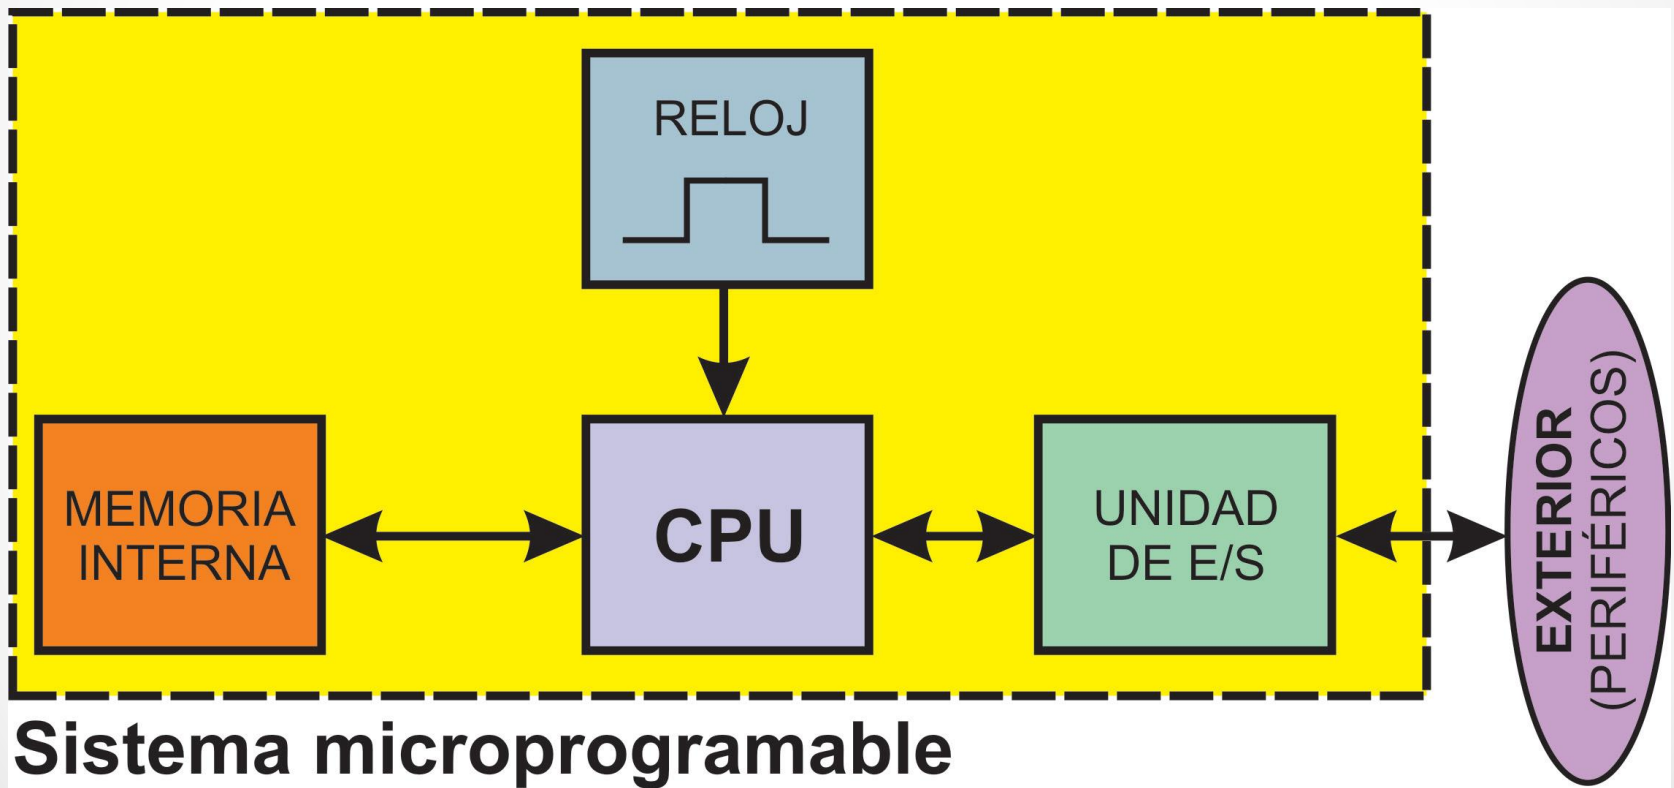 RELOJ
MEMORIA
INTERNA
CPU
UNIDAD
DE E/S
EXTERIOR
(PERIFÉRICOS)
Sistema microprogramable